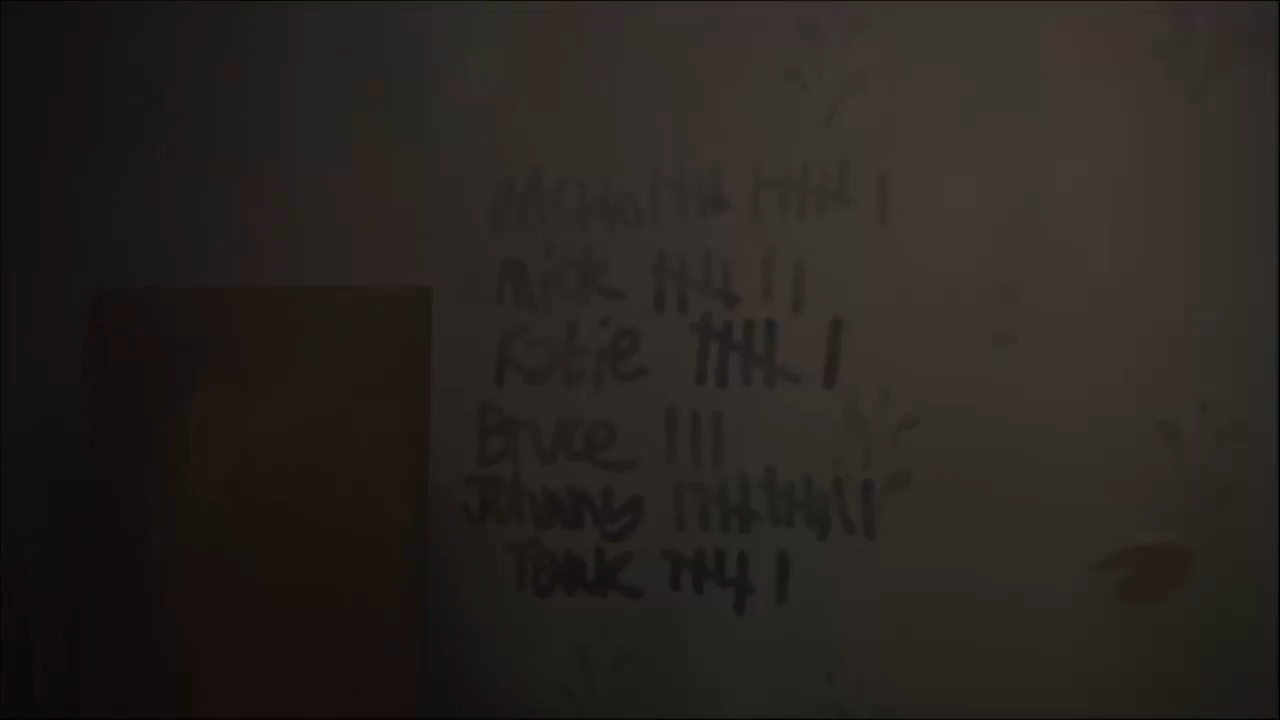 Mick 𝍸 ||
Katie 𝍸 |
Bruce |||
Johnny 𝍸 𝍸 ||
Tank 𝍸 |